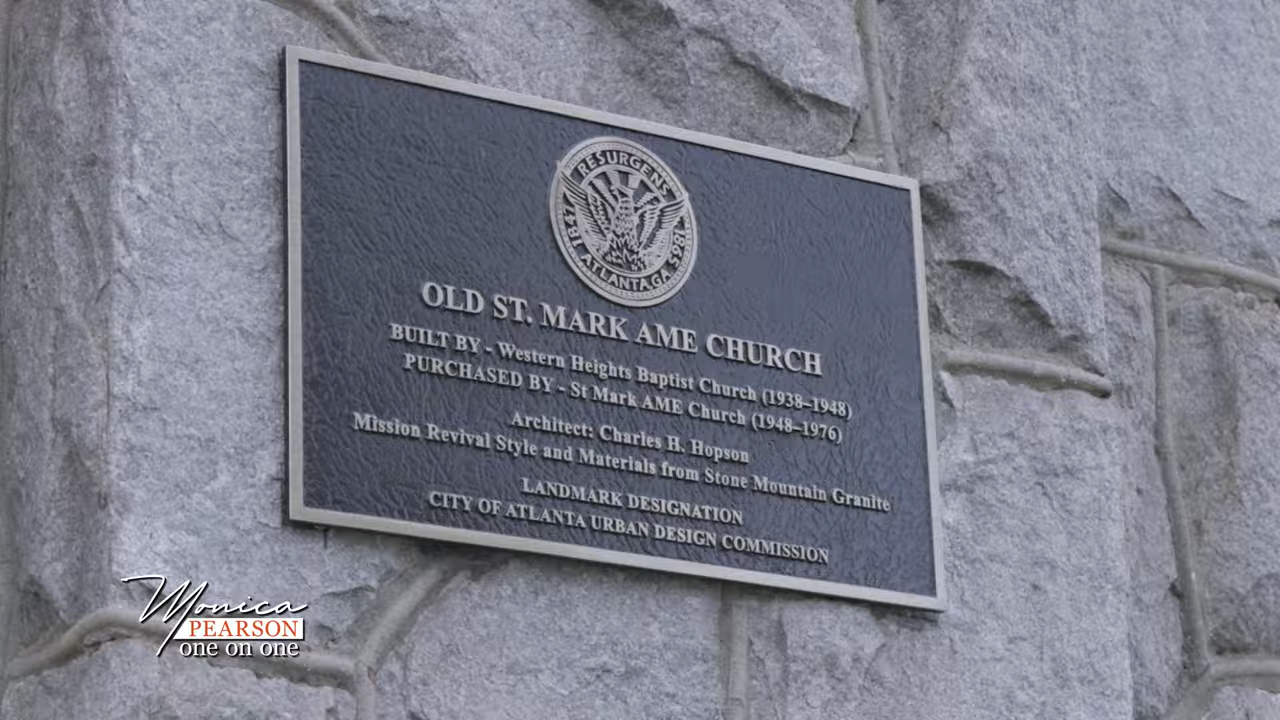 RESURGENS
1847 1865
ATLANTA, GA.
OLD ST. MARK AME CHURCH
BUILT BY - Western Heights Baptist Church (1938–1948)
PURCHASED BY - St Mark AME Church (1948–1976)
Architect: Charles H. Hopson
Mission Revival Style and Materials from Stone Mountain Granite
LANDMARK DESIGNATION
CITY OF ATLANTA URBAN DESIGN COMMISSION
Monica
PEARSON
one on one